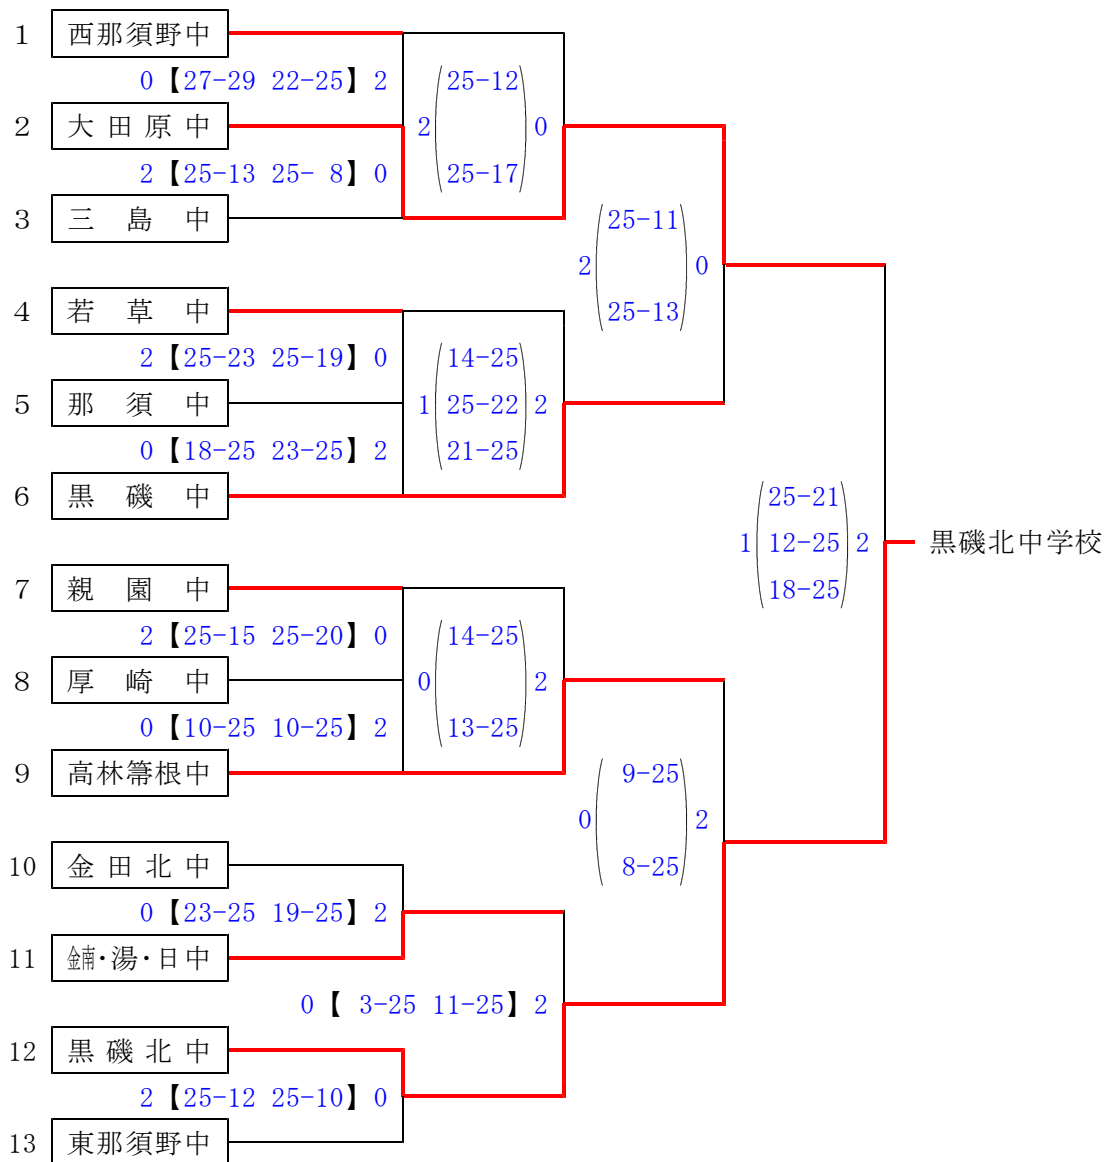 1 西那須野中
0【27-29 22-25】2
2 大田原中
2【25-13 25- 8】0
3 三島中
2 25-12 25-17 0
4 若草中
2【25-23 25-19】0
5 那須中
0【18-25 23-25】2
6 黒磯中
1 14-25 25-22 21-25 2
2 25-11 25-13 0
7 親園中
2【25-15 25-20】0
8 厚崎中
0【10-25 10-25】2
9 高林箒根中
0 14-25 13-25 2
10 金田北中
0【23-25 19-25】2
11 金南・湯・日中
12 黒磯北中
2【25-12 25-10】0
13 東那須野中
0【 3-25 11-25】2
0 9-25 8-25 2
1 25-21 12-25 18-25 2
黒磯北中学校